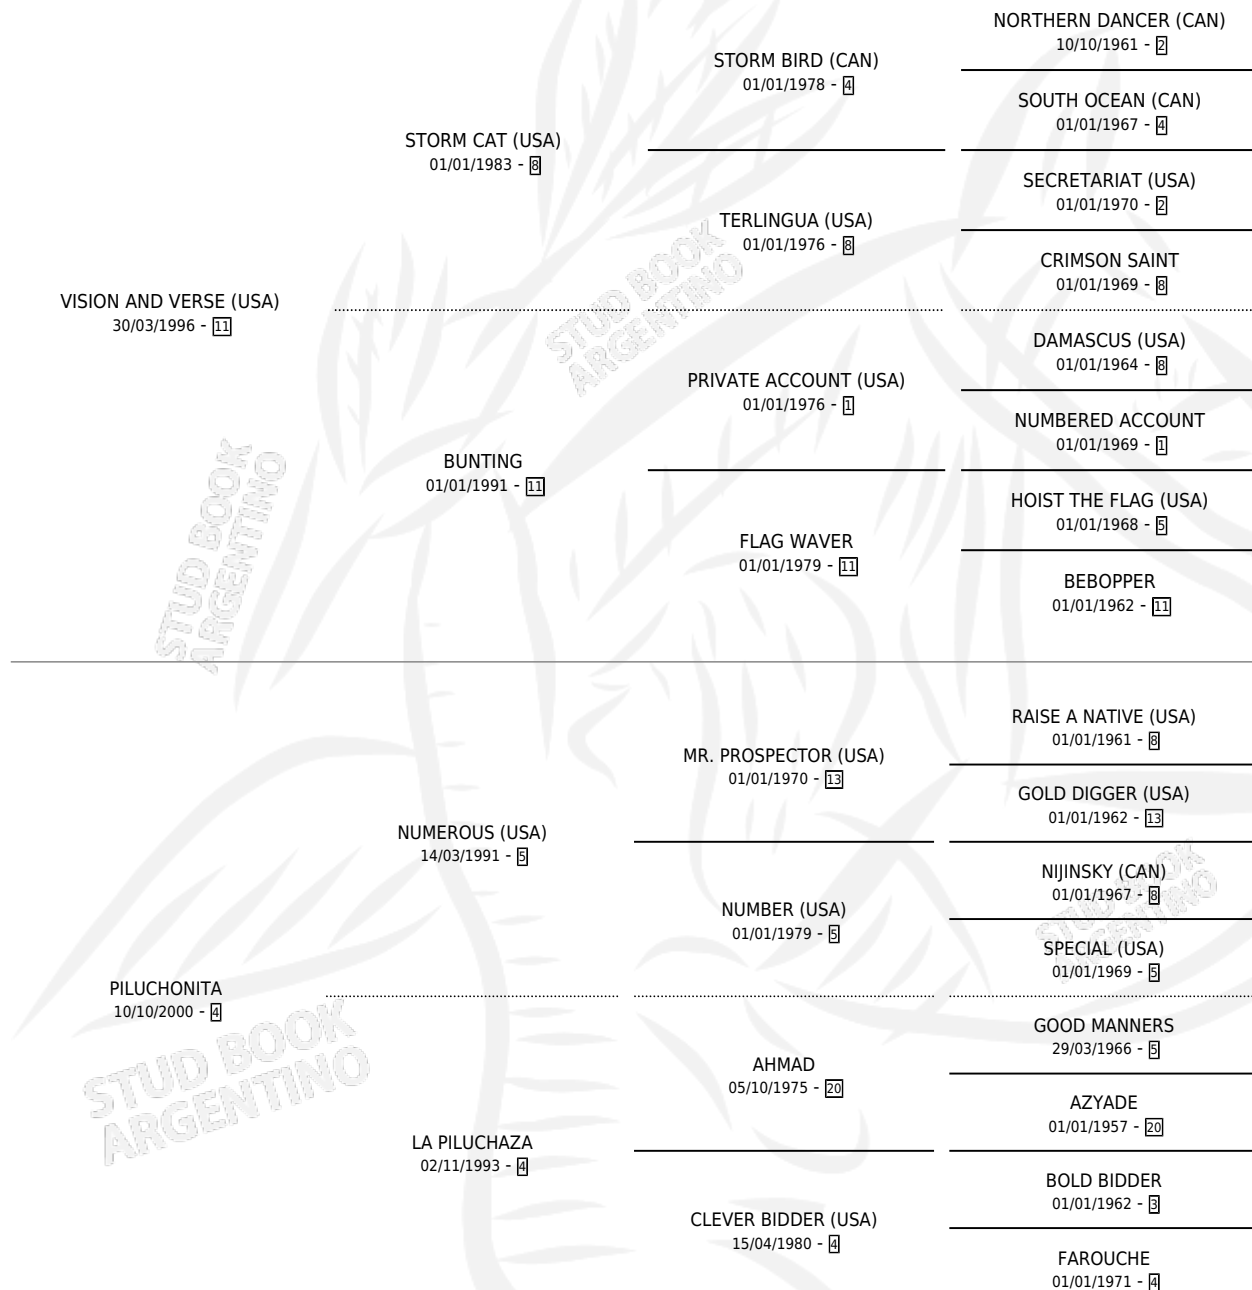 NORTHERN DANCER (CAN)
10/10/1961 - 2
STORM BIRD (CAN)
01/01/1978 - 4
SOUTH OCEAN (CAN)
01/01/1967 - 4
STORM CAT (USA)
01/01/1983 - 8
SECRETARIAT (USA)
01/01/1970 - 2
TERLINGUA (USA)
01/01/1976 - 8
CRIMSON SAINT
01/01/1969 - 8
VISION AND VERSE (USA)
30/03/1996 - 11
DAMASCUS (USA)
01/01/1964 - 8
PRIVATE ACCOUNT (USA)
01/01/1976 - 1
NUMBERED ACCOUNT
01/01/1969 - 1
BUNTING
01/01/1991 - 11
HOIST THE FLAG (USA)
01/01/1968 - 5
FLAG WAVER
01/01/1979 - 11
BEBOPPER
01/01/1962 - 11
RAISE A NATIVE (USA)
01/01/1961 - 8
MR. PROSPECTOR (USA)
01/01/1970 - 13
GOLD DIGGER (USA)
01/01/1962 - 13
NUMEROUS (USA)
14/03/1991 - 5
NIJINSKY (CAN)
01/01/1967 - 8
NUMBER (USA)
01/01/1979 - 5
SPECIAL (USA)
01/01/1969 - 5
PILUCHONITA
10/10/2000 - 4
GOOD MANNERS
29/03/1966 - 5
AHMAD
05/10/1975 - 20
AZYADE
01/01/1957 - 20
LA PILUCHAZA
02/11/1993 - 4
BOLD BIDDER
01/01/1962 - 3
CLEVER BIDDER (USA)
15/04/1980 - 4
FAROUCHE
01/01/1971 - 4
STUD BOOK
ARGENTINO
STUD BOOK
ARGENTINO
STUD BOOK
ARGENTINO
STUD BOOK
ARGENTINO